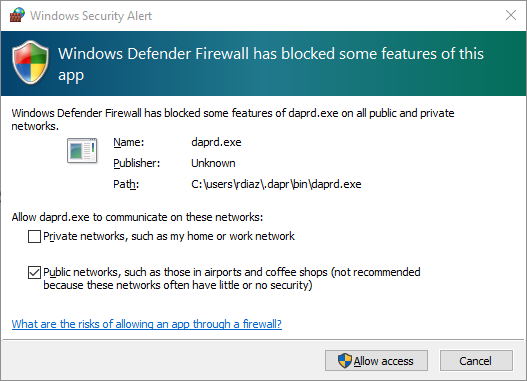 Windows Security Alert
Windows Defender Firewall has blocked some features of this
app
Windows Defender Firewall has blocked some features of daprd.exe on all public and private
networks.
Name: daprd.exe
Publisher: Unknown
Path: C:\users\rdiaz\.dapr\bin\daprd.exe
Allow daprd.exe to communicate on these networks:
Private networks, such as my home or work network
Public networks, such as those in airports and coffee shops (not recommended
because these networks often have little or no security)
What are the risks of allowing an app through a firewall?
Allow access Cancel